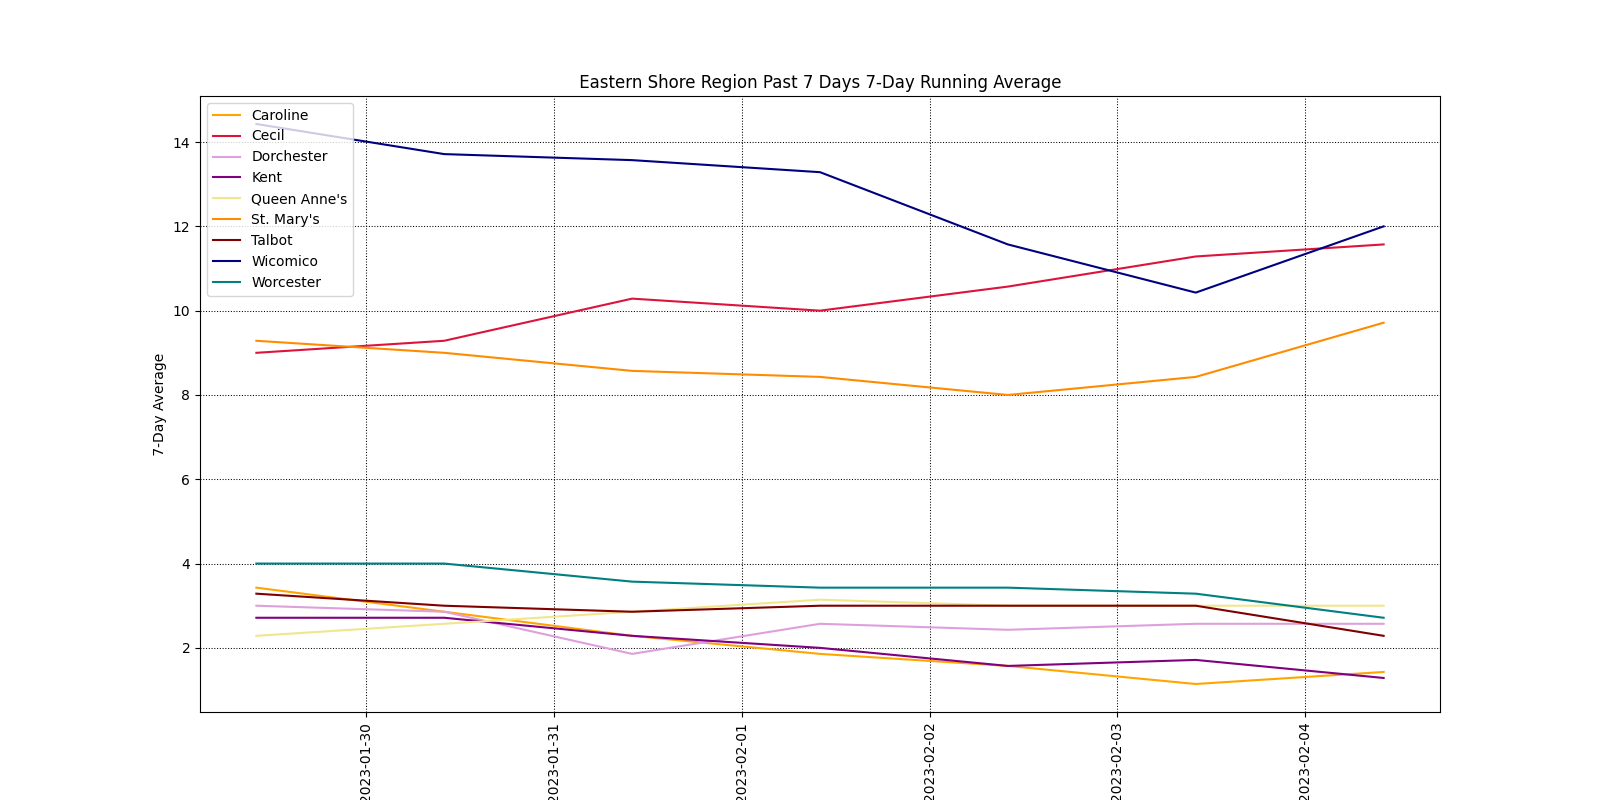 Eastern Shore Region Past 7 Days 7-Day Running Average
Caroline
Cecil
Dorchester
Kent
Queen Anne's
St. Mary's
Talbot
Wicomico
Worcester
14
12
10
8
6
4
2
7-Day Average
2023-01-30
2023-01-31
2023-02-01
2023-02-02
2023-02-03
2023-02-04